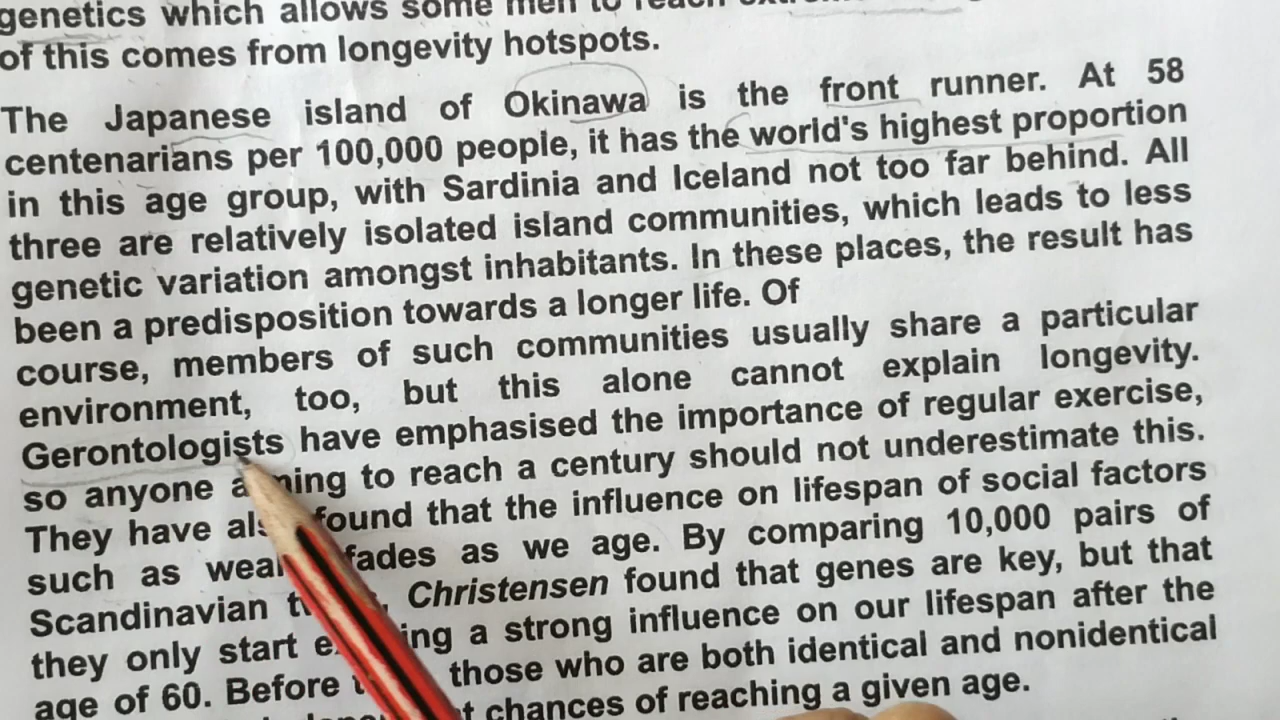 genetics which allows some men to reach
of this comes from longevity hotspots.
The Japanese island of Okinawa is the front runner. At 58
centenarians per 100,000 people, it has the world's highest proportion
in this age group, with Sardinia and Iceland not too far behind. All
three are relatively isolated island communities, which leads to less
genetic variation amongst inhabitants. In these places, the result has
been a predisposition towards a longer life. Of
course, members of such communities usually share a particular
environment, too, but this alone cannot explain longevity.
Gerontologists have emphasised the importance of regular exercise,
so anyone to reach a century should not underestimate this.
They have found that the influence on lifespan of social factors
such as fades as we age. By comparing 10,000 pairs of
Scandinavian Christensen found that genes are key, but that
they only start a strong influence on our lifespan after the
age of 60. Before those who are both identical and nonidentical
chances of reaching a given age.